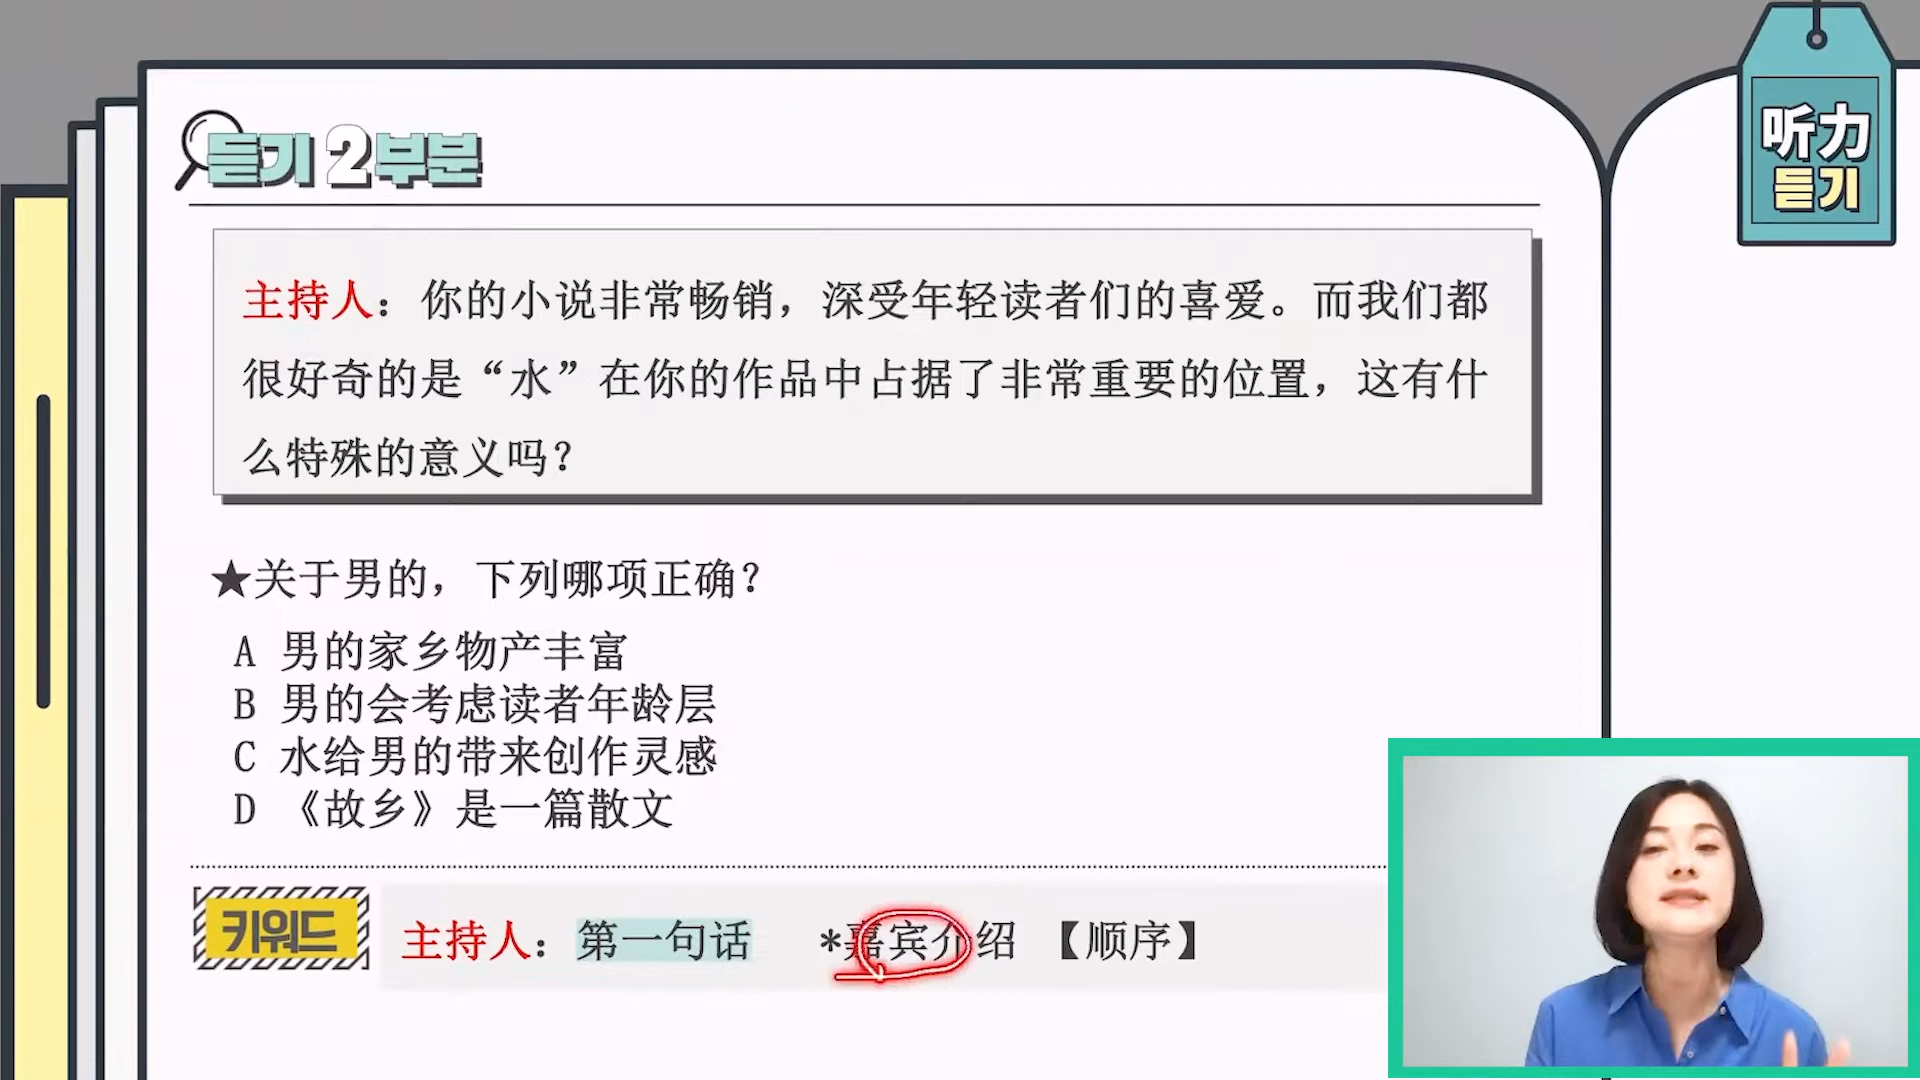 听力
듣기
듣기 2 부분
主持人：你的小说非常畅销，深受年轻读者们的喜爱。而我们都
很好奇的是“水”在你的作品中占据了非常重要的位置，这有什
么特殊的意义吗？
★关于男的，下列哪项正确？
A 男的家乡物产丰富
B 男的会考虑读者年龄层
C 水给男的带来创作灵感
D 《故乡》是一篇散文
키워드
主持人：第一句话 *嘉宾介绍 【顺序】